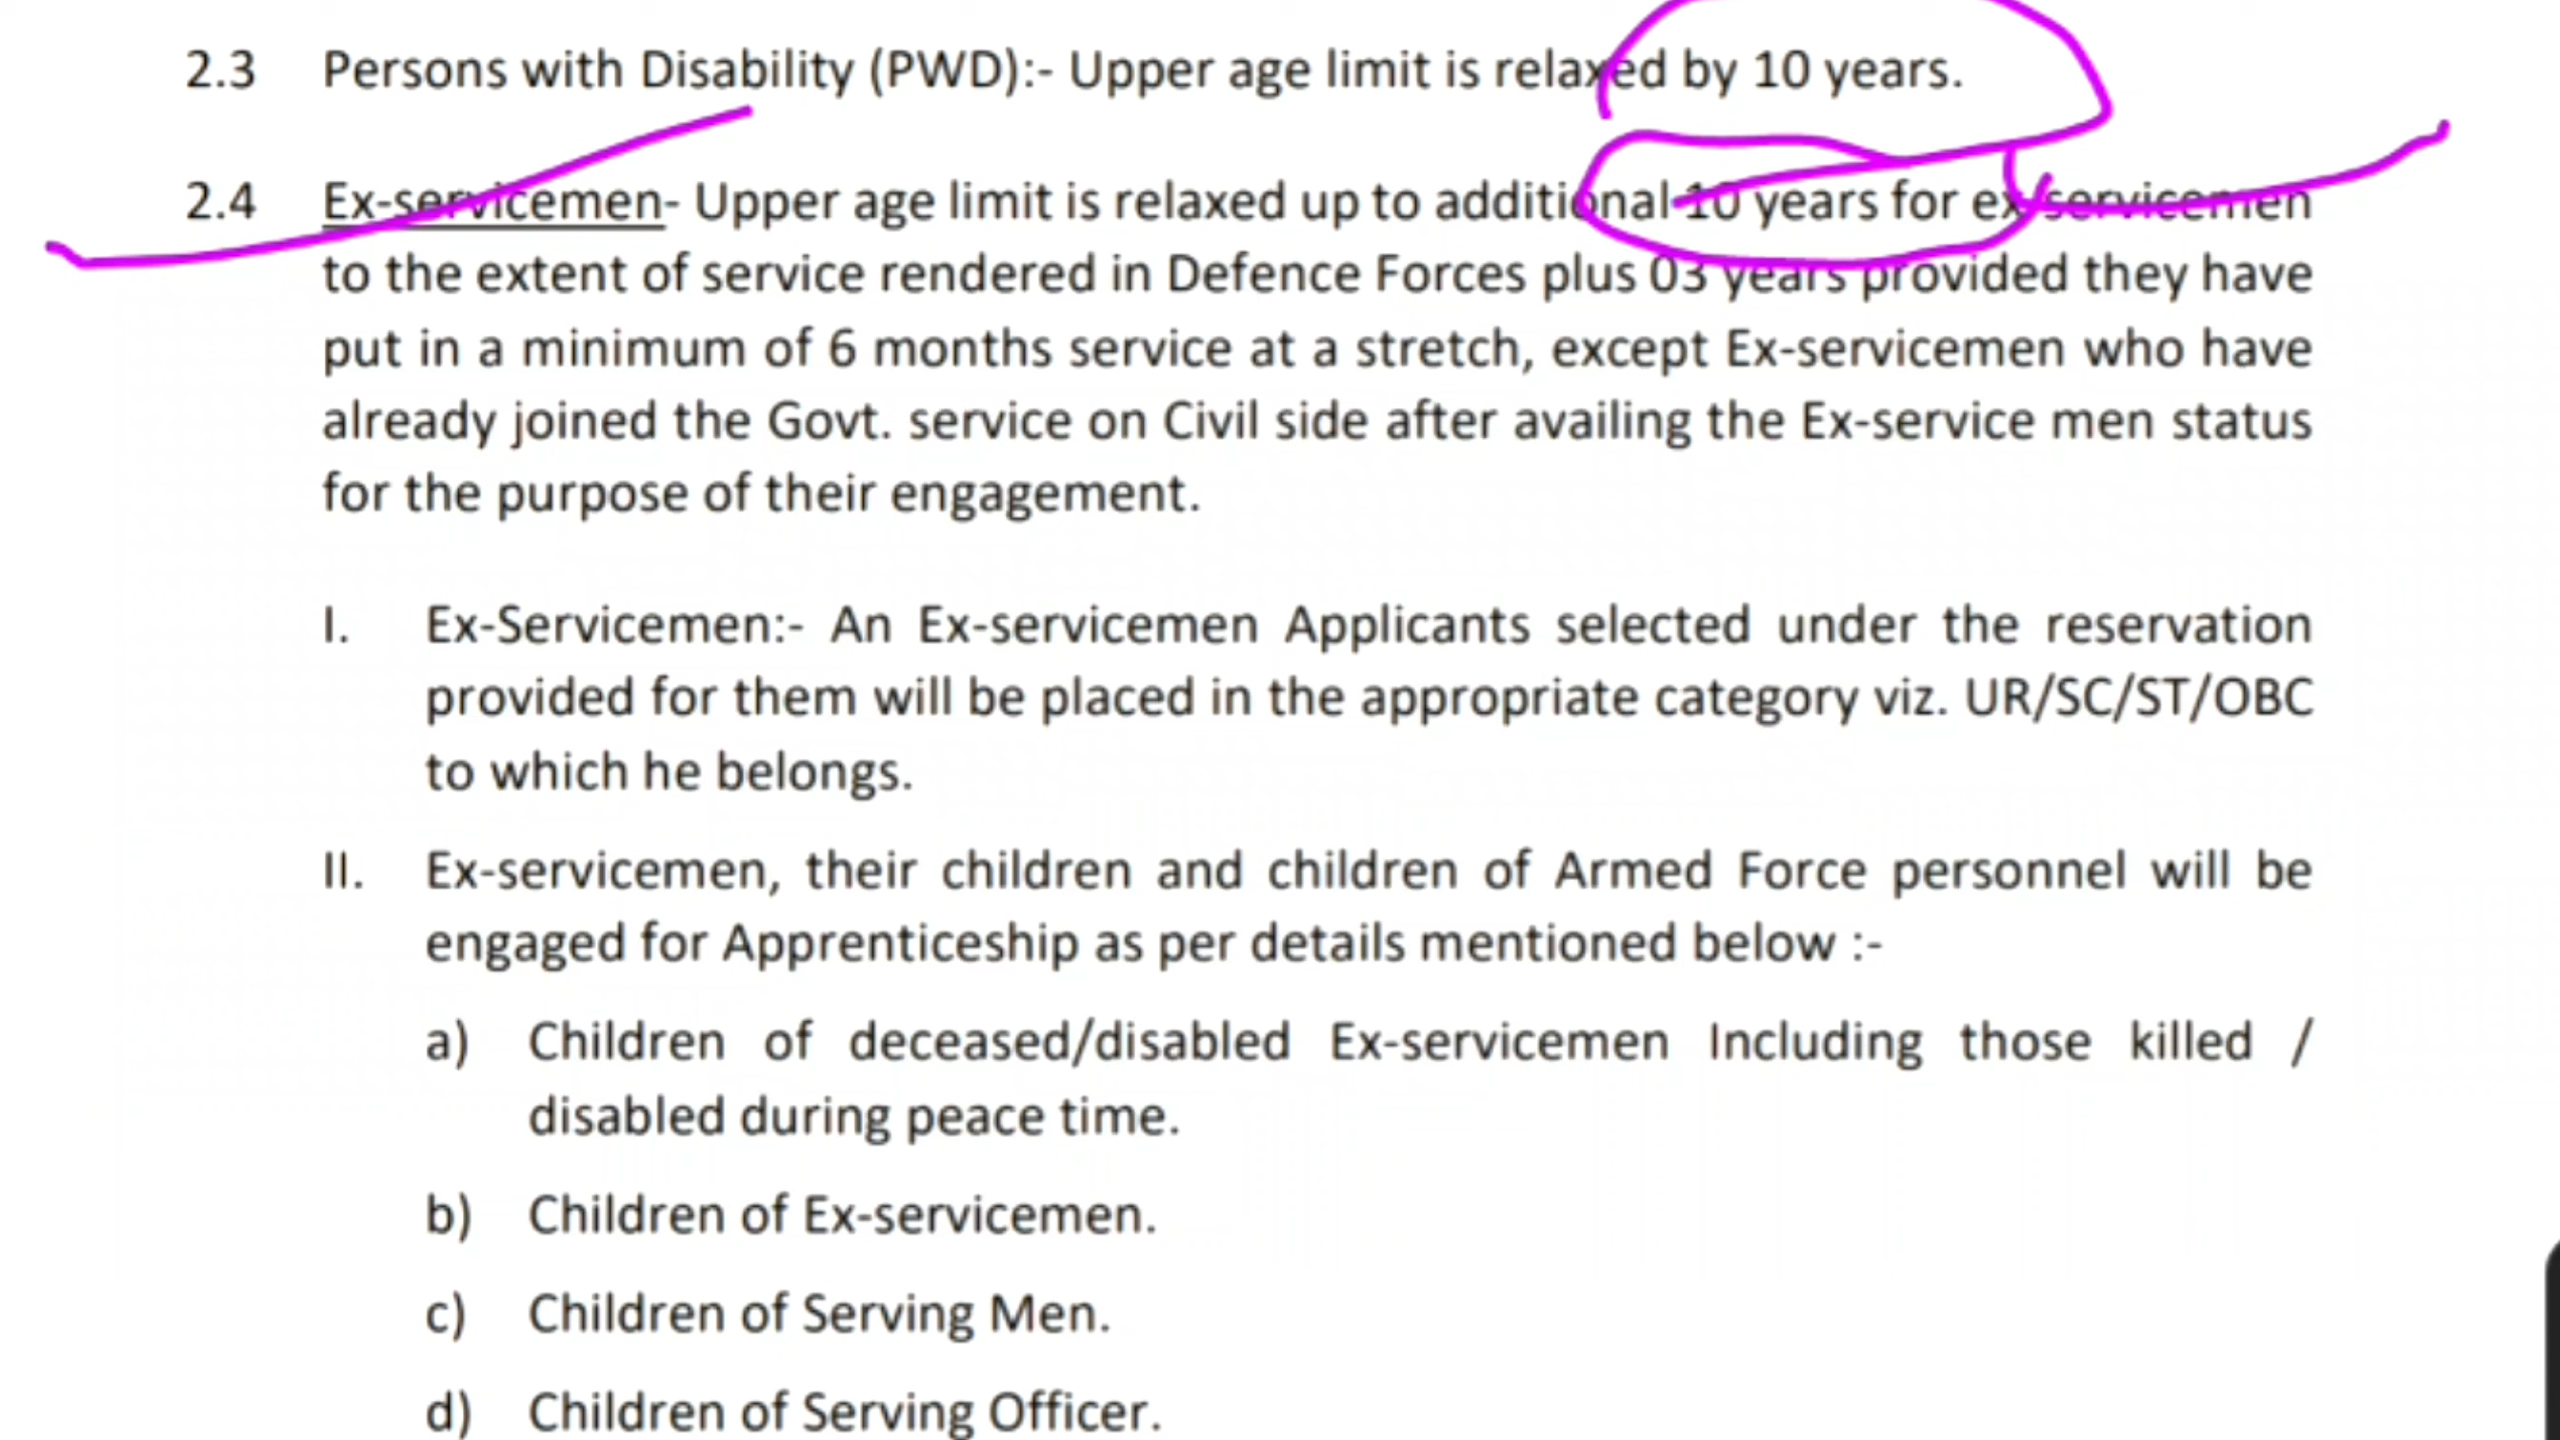 2.3 Persons with Disability (PWD):- Upper age limit is relaxed by 10 years.
2.4 Ex-servicemen- Upper age limit is relaxed up to additional 10 years for ex-servicemen
to the extent of service rendered in Defence Forces plus 03 years provided they have
put in a minimum of 6 months service at a stretch, except Ex-servicemen who have
already joined the Govt. service on Civil side after availing the Ex-service men status
for the purpose of their engagement.
I. Ex-Servicemen:- An Ex-servicemen Applicants selected under the reservation
provided for them will be placed in the appropriate category viz. UR/SC/ST/OBC
to which he belongs.
II. Ex-servicemen, their children and children of Armed Force personnel will be
engaged for Apprenticeship as per details mentioned below :-
a) Children of deceased/disabled Ex-servicemen Including those killed /
disabled during peace time.
b) Children of Ex-servicemen.
c) Children of Serving Men.
d) Children of Serving Officer.